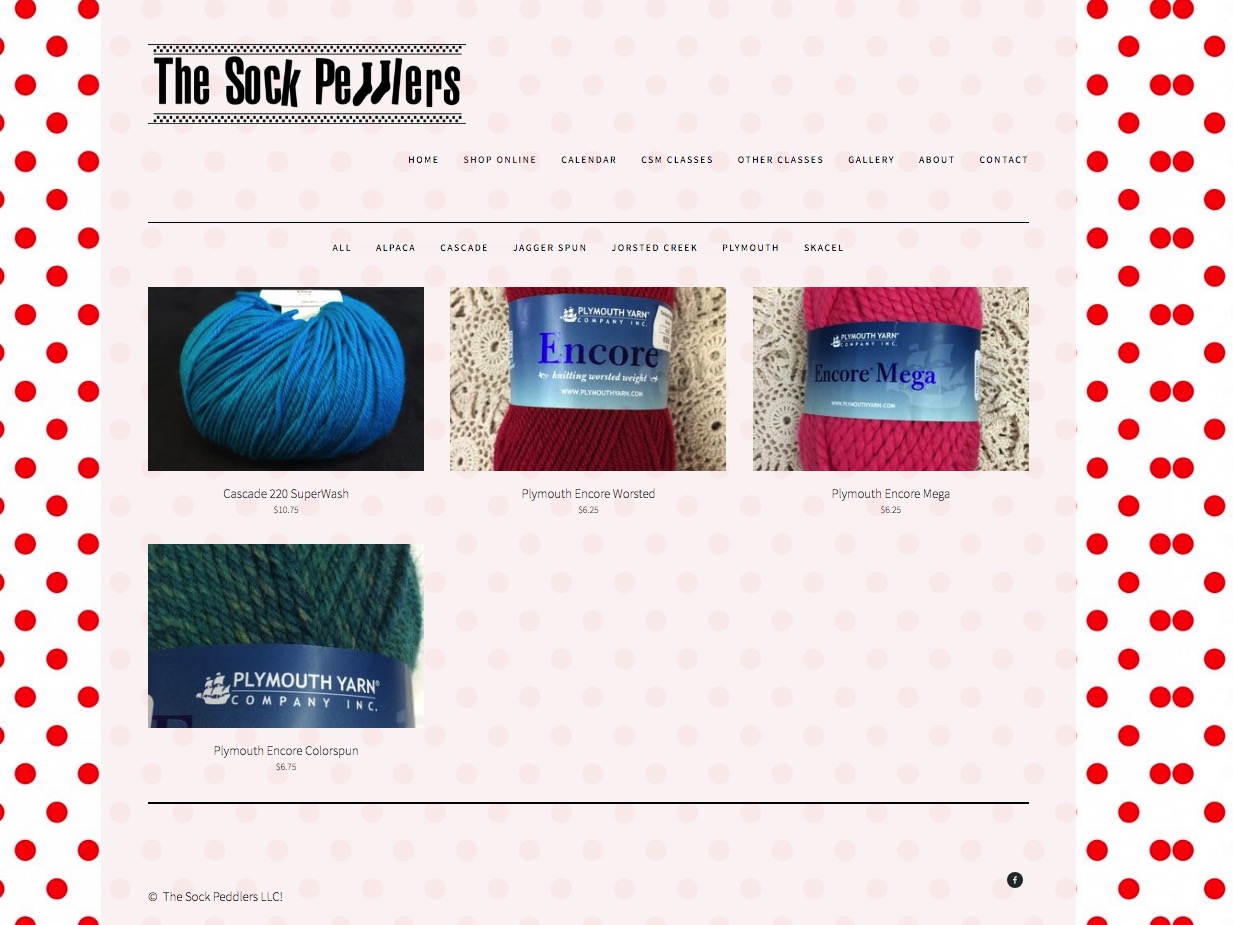 The Sock Peddlers
HOME SHOP ONLINE CALENDAR CSM CLASSES OTHER CLASSES GALLERY ABOUT CONTACT
ALL ALPACA CASCADE JAGGER SPUN JORSTED CREEK PLYMOUTH SKACEL
PLYMOUTH YARN®
COMPANY INC.
Encore
knitting worsted weight
WWW.PLYMOUTHYARN.COM
PLYMOUTH YARN®
COMPANY INC.
Encore® Mega
WWW.PLYMOUTHYARN.COM
Cascade 220 SuperWash
$10.75
Plymouth Encore Worsted
$6.25
Plymouth Encore Mega
$6.25
PLYMOUTH YARN®
COMPANY INC.
Plymouth Encore Colorspun
$6.75
© The Sock Peddlers LLC!